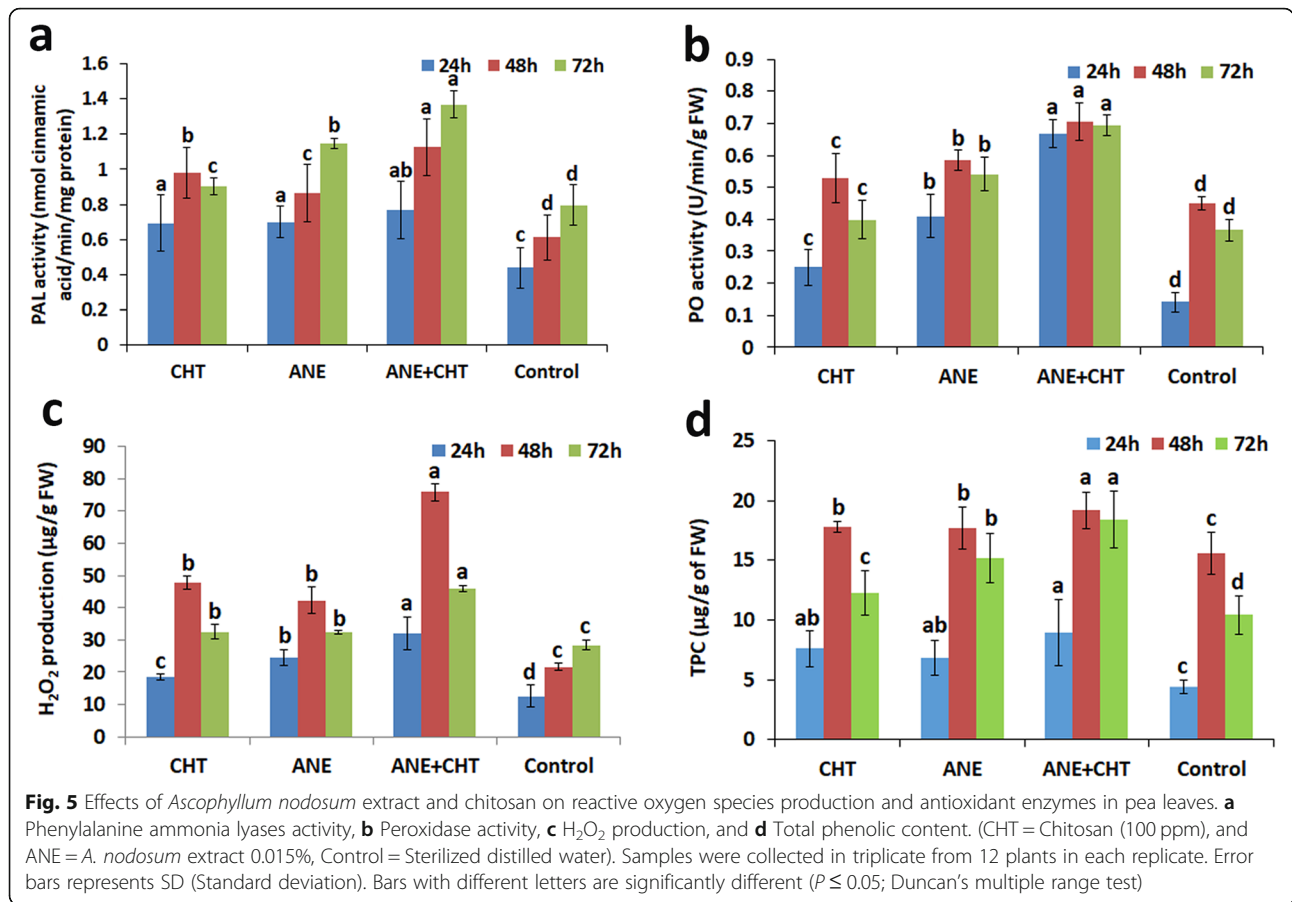 a
1.6
1.4
1.2
1
0.8
0.6
0.4
0.2
0
PAL activity (nmol cinnamic
acid/min/mg protein)
24h 48h 72h
a b c
a c b
ab a a
c d d
CHT ANE ANE+CHT Control
b
0.9
0.8
0.7
0.6
0.5
0.4
0.3
0.2
0.1
0
PO activity (U/min/g FW)
24h 48h 72h
c c c
b b b
a a a
d d d
CHT ANE ANE+CHT Control
c
90
80
70
60
50
40
30
20
10
0
H₂O₂ production (µg/g FW)
24h 48h 72h
c b b
b b b
a a a
d c c
CHT ANE ANE+CHT Control
d
25
20
15
10
5
0
TPC (µg/g of FW)
24h 48h 72h
ab b c
ab b b
a a a
c c d
CHT ANE ANE+CHT Control
Fig. 5 Effects of Ascophyllum nodosum extract and chitosan on reactive oxygen species production and antioxidant enzymes in pea leaves. a
Phenylalanine ammonia lyases activity, b Peroxidase activity, c H₂O₂ production, and d Total phenolic content. (CHT = Chitosan (100 ppm), and
ANE = A. nodosum extract 0.015%, Control = Sterilized distilled water). Samples were collected in triplicate from 12 plants in each replicate. Error
bars represents SD (Standard deviation). Bars with different letters are significantly different (P ≤ 0.05; Duncan's multiple range test)